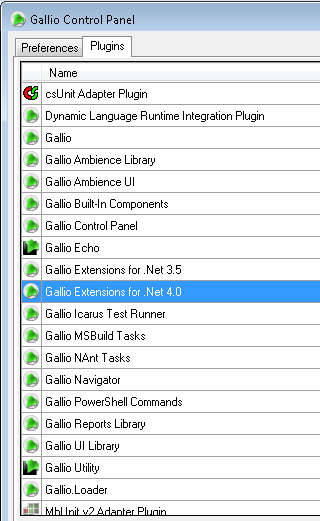 Gallio Control Panel
Preferences Plugins
Name
csUnit Adapter Plugin
Dynamic Language Runtime Integration Plugin
Gallio
Gallio Ambience Library
Gallio Ambience UI
Gallio Built-In Components
Gallio Control Panel
Gallio Echo
Gallio Extensions for .Net 3.5
Gallio Extensions for .Net 4.0
Gallio Icarus Test Runner
Gallio MSBuild Tasks
Gallio NAnt Tasks
Gallio Navigator
Gallio PowerShell Commands
Gallio Reports Library
Gallio UI Library
Gallio Utility
Gallio.Loader
MbUnit v2 Adapter Plugin